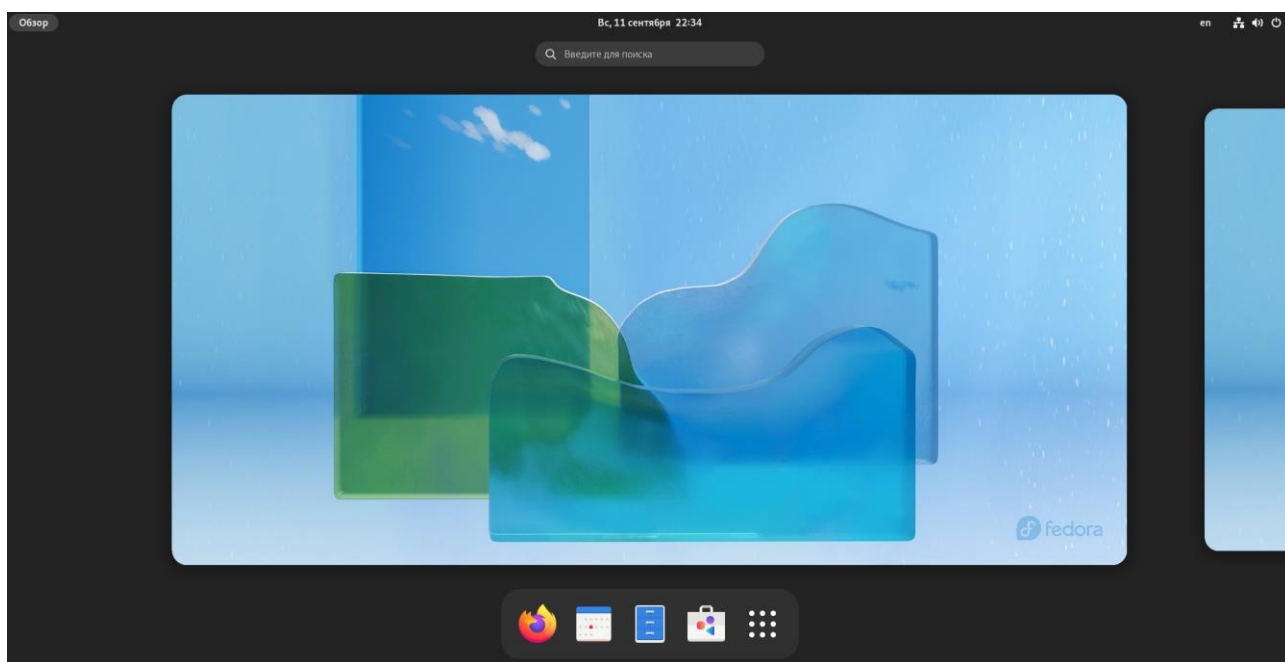 Обзор
Вс, 11 сентября 22:34
en
Введите для поиска
fedora